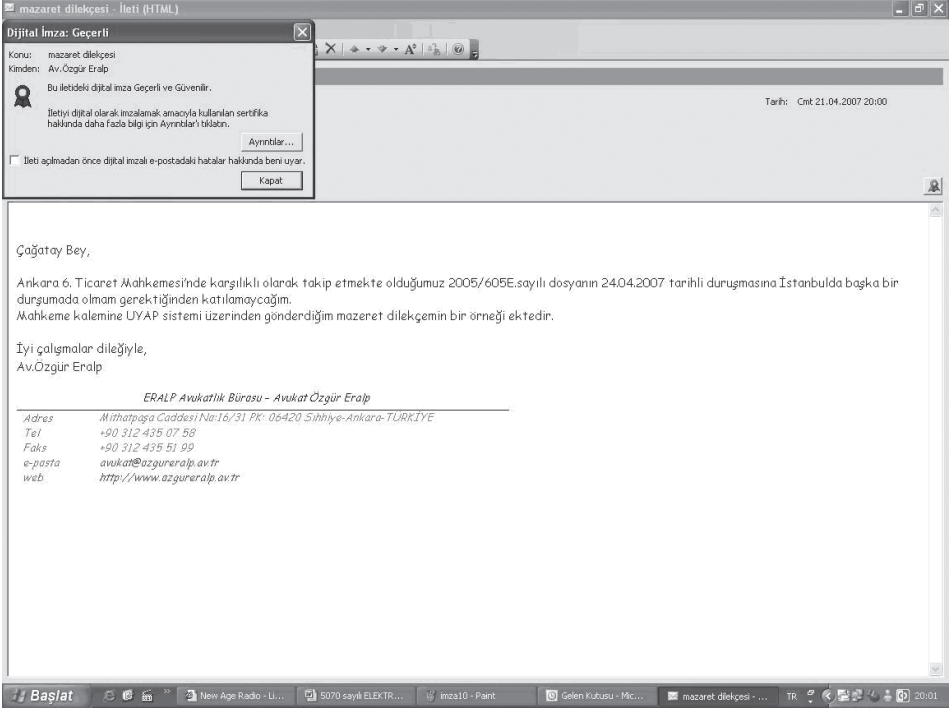 mazaret dilekçesi - İleti (HTML)
Dijital İmza: Geçerli
Konu: mazaret dilekçesi
Kimden: Av.Özgür Eralp
Bu iletideki dijital imza Geçerli ve Güvenilir.
İletiyi dijital olarak imzalamak amacıyla kullanılan sertifika
hakkında daha fazla bilgi için Ayrıntılar'ı tıklatın.
Ayrıntılar...
İleti açılmadan önce dijital imzalı e-postadaki hatalar hakkında beni uyar.
Kapat
Tarih: Cmt 21.04.2007 20:00
Çağatay Bey,
Ankara 6. Ticaret Mahkemesi'nde karşılıklı olarak takip etmekte olduğumuz 2005/605E.sayılı dosyanın 24.04.2007 tarihli duruşmasına İstanbulda başka bir
durşumada olmam gerektiğinden katılamaycağım.
Mahkeme kalemine UYAP sistemi üzerinden gönderdiğim mazeret dilekçemin bir örneği ektedir.
İyi çalışmalar dileğiyle,
Av.Özgür Eralp
ERALP Avukatlık Bürosu – Avukat Özgür Eralp
Adres Mithatpaşa Caddesi No:16/31 PK: 06420 Sıhhiye-Ankara-TÜRKİYE
Tel +90 312 435 07 58
Faks +90 312 435 51 99
e-posta avukat@ozgureralp.av.tr
web http://www.ozgureralp.av.tr
Başlat New Age Radio - Li... 5070 sayılı ELEKTR... imza10 - Paint Gelen Kutusu - Mic... mazaret dilekçesi - ... TR 20:01